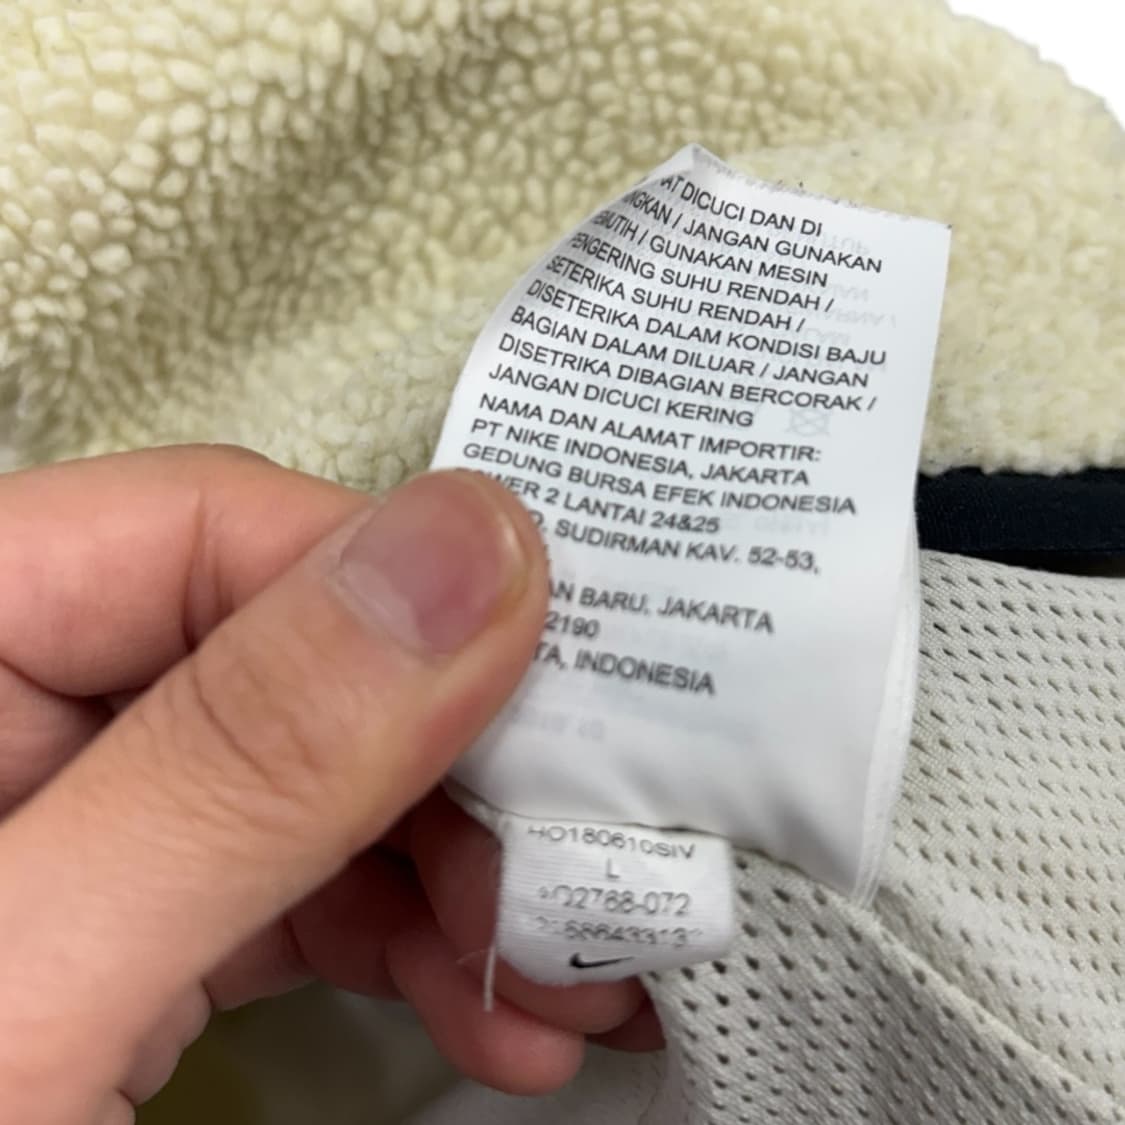 DICUCI DAN DI
/ JANGAN GUNAKAN
/ GUNAKAN MESIN
PENGERING SUHU RENDAH /
SETERIKA SUHU RENDAH /
DISETERIKA DALAM KONDISI BAJU
BAGIAN DALAM DILUAR / JANGAN
DISETRIKA DIBAGIAN BERCORAK /
JANGAN DICUCI KERING
NAMA DAN ALAMAT IMPORTIR:
PT NIKE INDONESIA, JAKARTA
GEDUNG BURSA EFEK INDONESIA
2 LANTAI 24&25
SUDIRMAN KAV. 52-53,
BARU, JAKARTA
2190
INDONESIA
HO180610SIV
L